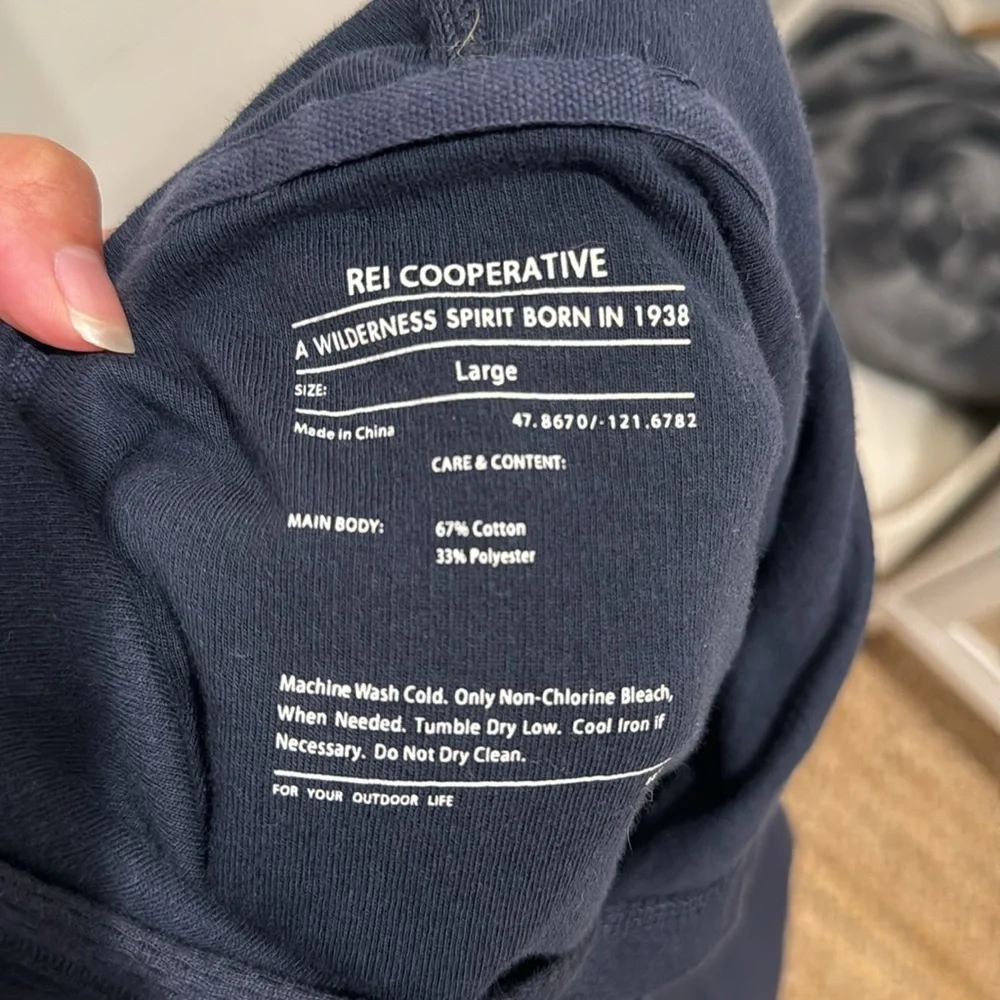 REI COOPERATIVE
A WILDERNESS SPIRIT BORN IN 1938
SIZE: Large
Made in China 47.8670/-121.6782
CARE & CONTENT:
MAIN BODY: 67% Cotton
33% Polyester
Machine Wash Cold. Only Non-Chlorine Bleach,
When Needed. Tumble Dry Low. Cool Iron if
Necessary. Do Not Dry Clean.
FOR YOUR OUTDOOR LIFE